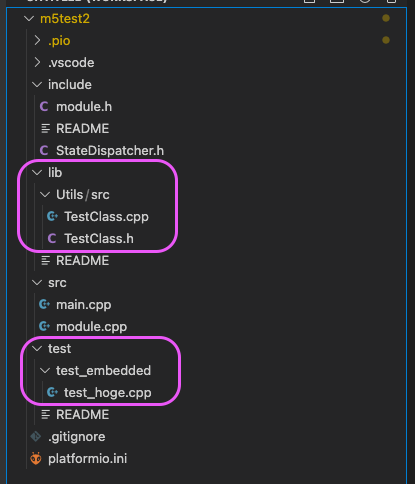 m5test2
.pio
.vscode
include
module.h
README
StateDispatcher.h
lib
Utils/src
TestClass.cpp
TestClass.h
README
src
main.cpp
module.cpp
test
test_embedded
test_hoge.cpp
README
.gitignore
platformio.ini